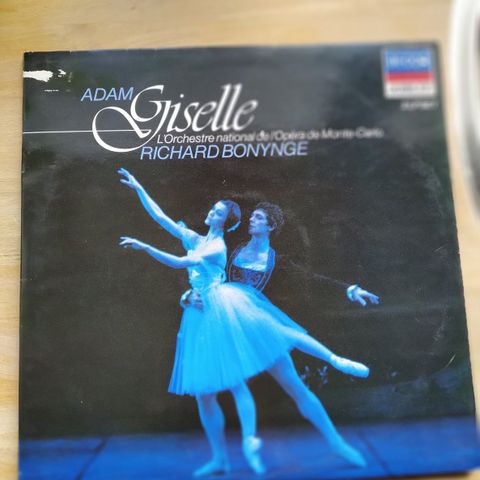 DECCA
ADAM
Giselle
L'Orchestre national de l'Opéra de Monte-Carlo
RICHARD BONYNGE